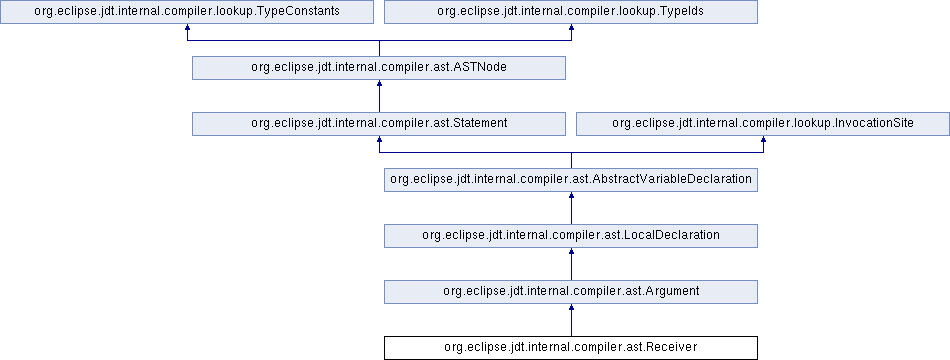 org.eclipse.jdt.internal.compiler.lookup.TypeConstants
org.eclipse.jdt.internal.compiler.lookup.TypeIds
org.eclipse.jdt.internal.compiler.ast.ASTNode
org.eclipse.jdt.internal.compiler.ast.Statement
org.eclipse.jdt.internal.compiler.lookup.InvocationSite
org.eclipse.jdt.internal.compiler.ast.AbstractVariableDeclaration
org.eclipse.jdt.internal.compiler.ast.LocalDeclaration
org.eclipse.jdt.internal.compiler.ast.Argument
org.eclipse.jdt.internal.compiler.ast.Receiver